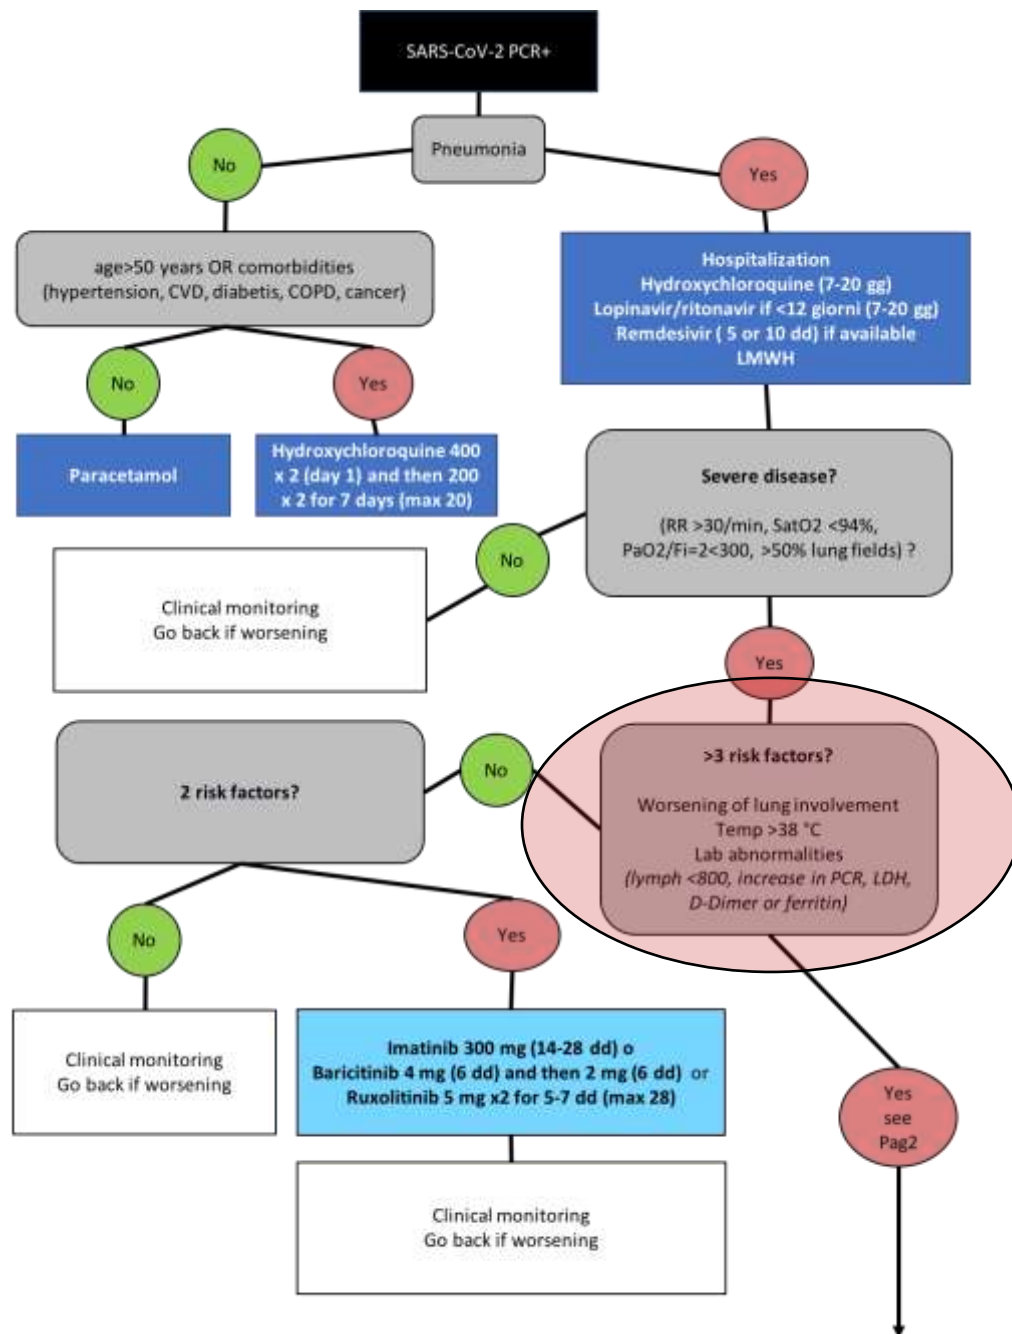 SARS-CoV-2 PCR+
Pneumonia
No
Yes
age>50 years OR comorbidities
(hypertension, CVD, diabetis, COPD, cancer)
Hospitalization
Hydroxychloroquine (7-20 gg)
Lopinavir/ritonavir if <12 giorni (7-20 gg)
Remdesivir ( 5 or 10 dd) if available
LMWH
No
Yes
Paracetamol
Hydroxychloroquine 400
x 2 (day 1) and then 200
x 2 for 7 days (max 20)
Severe disease?
(RR >30/min, SatO2 <94%,
PaO2/Fi=2<300, >50% lung fields) ?
No
Clinical monitoring
Go back if worsening
Yes
>3 risk factors?
Worsening of lung involvement
Temp >38 °C
Lab abnormalities
(lymph <800, increase in PCR, LDH,
D-Dimer or ferritin)
No
2 risk factors?
No
Yes
Clinical monitoring
Go back if worsening
Imatinib 300 mg (14-28 dd) o
Baricitinib 4 mg (6 dd) and then 2 mg (6 dd) or
Ruxolitinib 5 mg x2 for 5-7 dd (max 28)
Yes
see
Pag2
Clinical monitoring
Go back if worsening